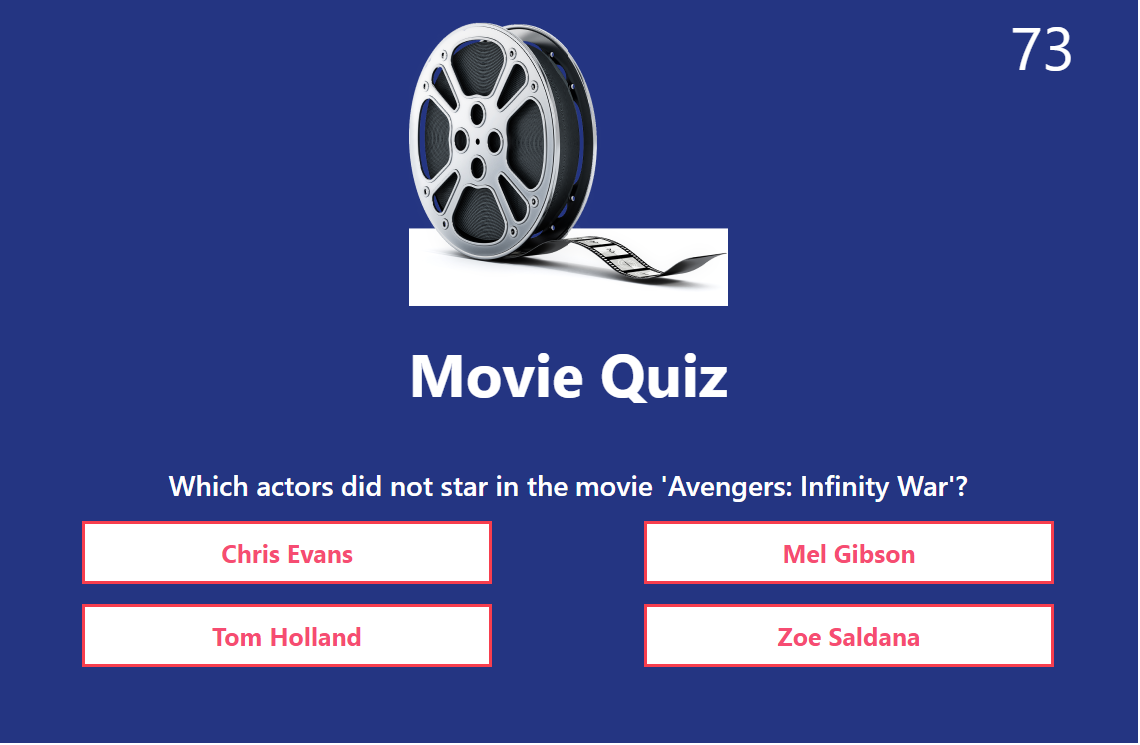 73
Movie Quiz
Which actors did not star in the movie 'Avengers: Infinity War'?
Chris Evans
Mel Gibson
Tom Holland
Zoe Saldana